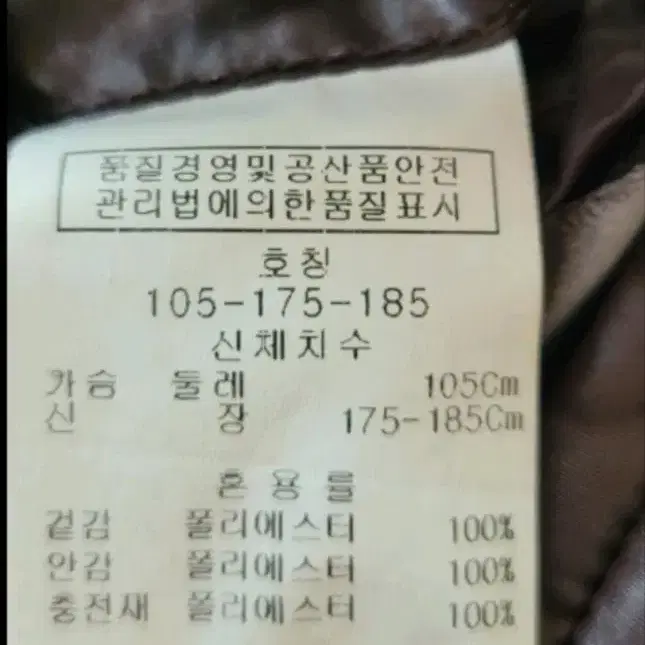 품질경영및공산품안전
관리법에의한품질표시
호칭
105-175-185
신체치수
가슴 둘레 105Cm
신 장 175-185Cm
혼용률
겉감 폴리에스터 100%
안감 폴리에스터 100%
충전재 폴리에스터 100%